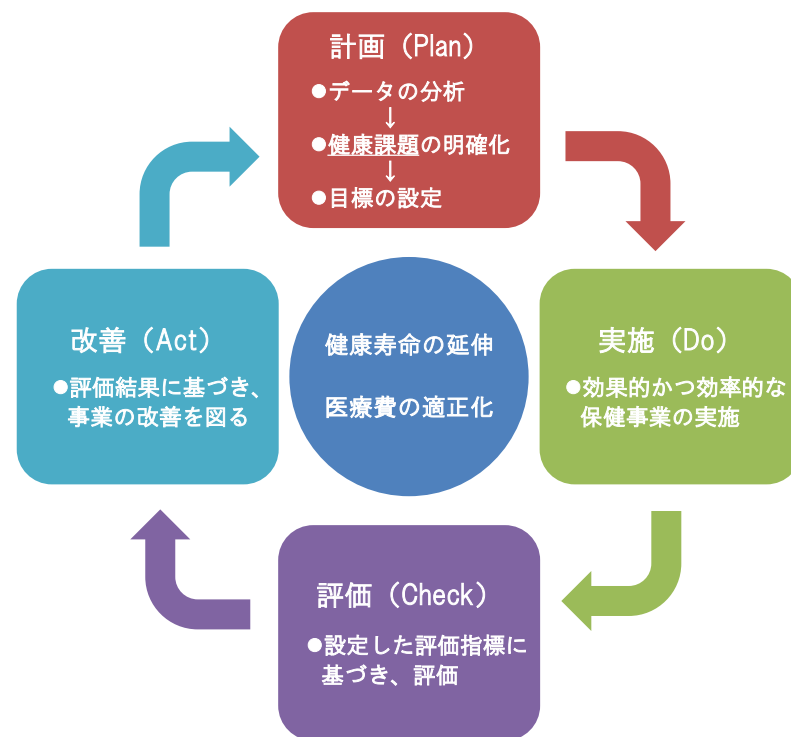 計画（Plan）
●データの分析
↓
●健康課題の明確化
↓
●目標の設定
改善（Act）
●評価結果に基づき、
事業の改善を図る
健康寿命の延伸
医療費の適正化
実施（Do）
●効果的かつ効率的な
保健事業の実施
評価（Check）
●設定した評価指標に
基づき、評価